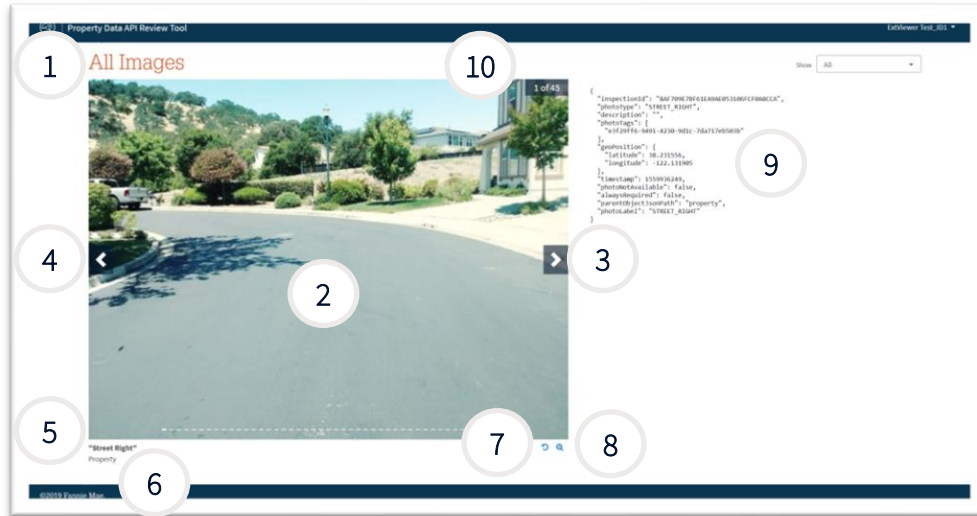 Property Data API Review Tool
ExtViewer Test_JD1
1
All Images
10
Show
All
1 of 45
{
"inspectionId": "8AF709E7DF61EA9AE053106FCF0A0CCA",
"photoType": "STREET_RIGHT",
"description": "",
"photoTags": [
"e3f29ff6-9491-4230-9d1c-7da717eb503b"
],
"geoPosition": {
"latitude": 38.231556,
"longitude": -122.131905
},
"timestamp": 1559936249,
"photoNotAvailable": false,
"alwaysRequired": false,
"parentObjectJsonPath": "property",
"photoLabel": "STREET_RIGHT"
}
9
4
3
2
5
7
8
"Street Right"
Property
6
©2019 Fannie Mae.